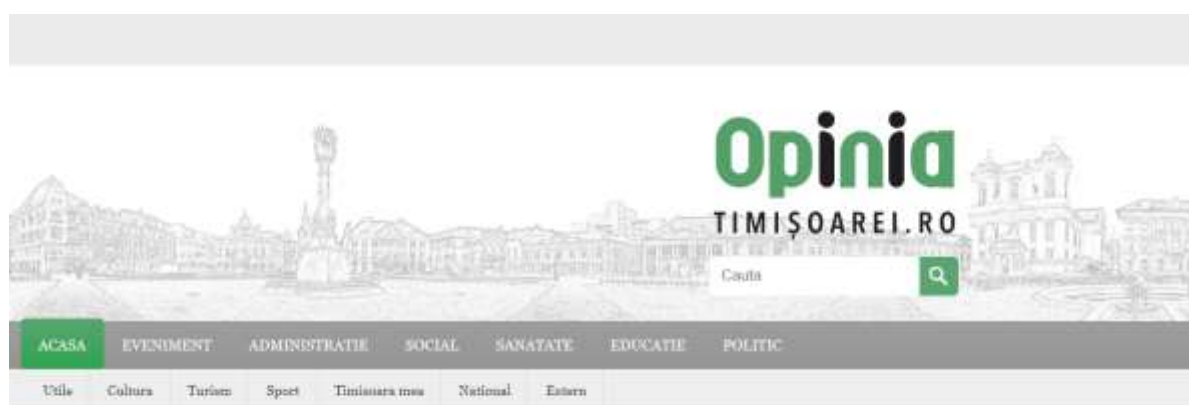 Opinia
TIMIȘOAREI.RO
Cauta
ACASA EVENIMENT ADMINISTRATIE SOCIAL SANATATE EDUCATIE POLITIC
Utile Cultura Turism Sport Timisoara mea National Extern